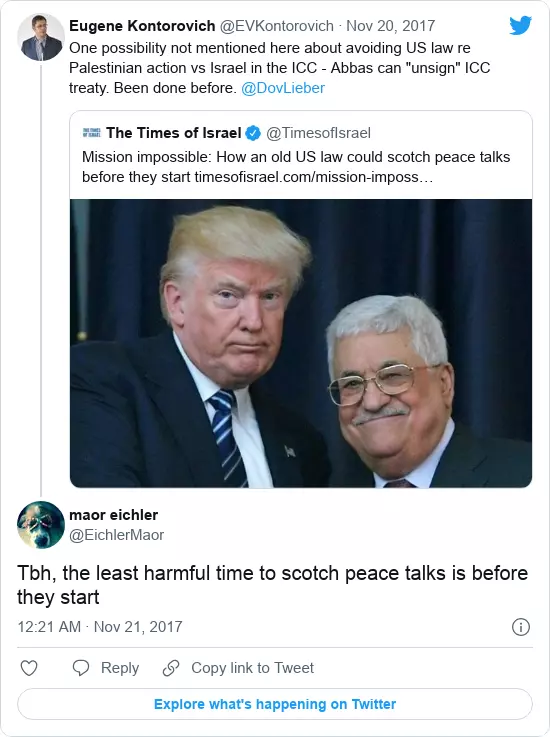 Eugene Kontorovich @EVKontorovich · Nov 20, 2017
One possibility not mentioned here about avoiding US law re
Palestinian action vs Israel in the ICC - Abbas can "unsign" ICC
treaty. Been done before. @DovLieber
THE TIMES
OF ISRAEL
The Times of Israel @TimesofIsrael
Mission impossible: How an old US law could scotch peace talks
before they start timesofisrael.com/mission-imposs…
maor eichler
@EichlerMaor
Tbh, the least harmful time to scotch peace talks is before
they start
12:21 AM · Nov 21, 2017
Reply
Copy link to Tweet
Explore what's happening on Twitter